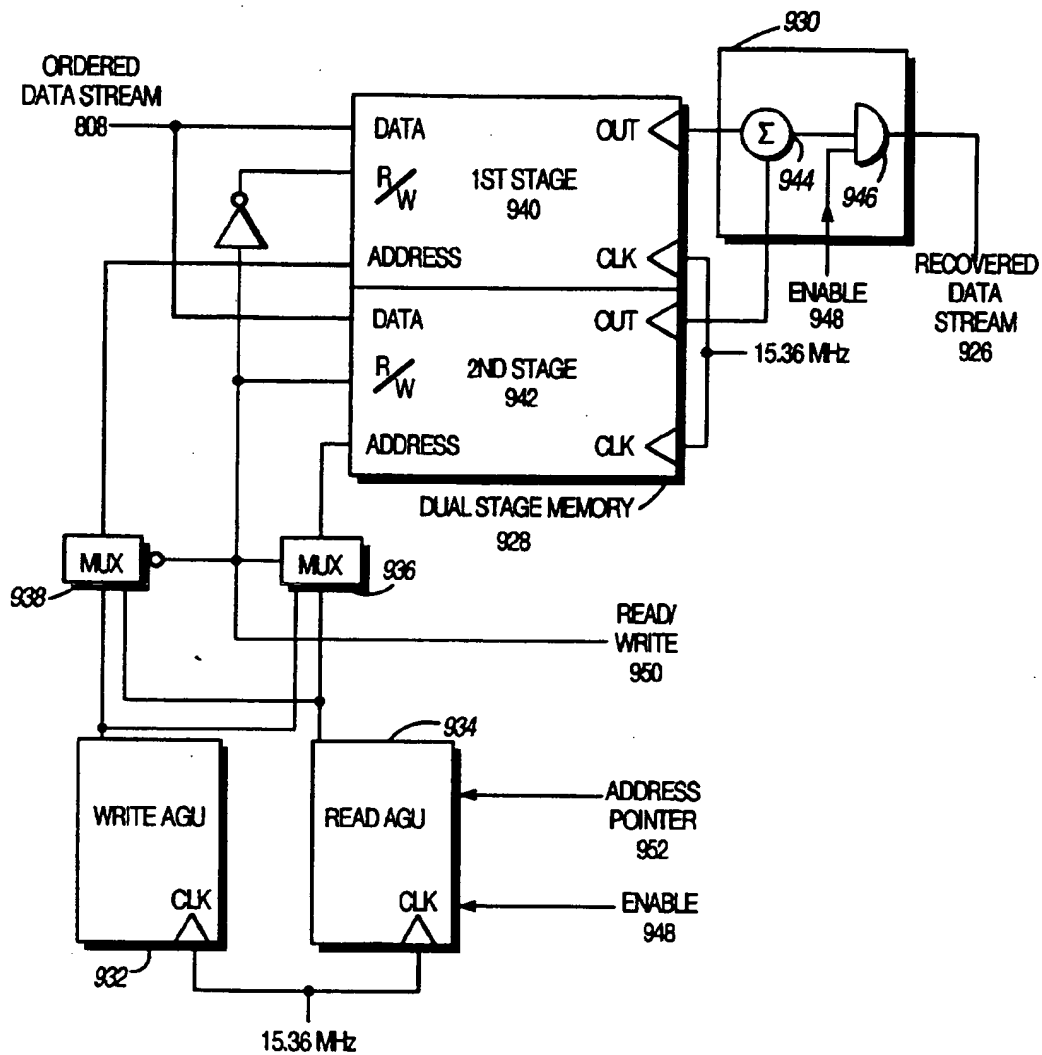 930
ORDERED
DATA STREAM
808
DATA
OUT
Σ
944
946
R/W
1ST STAGE
940
ADDRESS
CLK
RECOVERED
DATA
STREAM
926
ENABLE
948
DATA
OUT
15.36 MHz
R/W
2ND STAGE
942
ADDRESS
CLK
DUAL STAGE MEMORY
928
MUX
938
MUX
936
READ/
WRITE
950
934
WRITE AGU
READ AGU
ADDRESS
POINTER
952
CLK
CLK
ENABLE
948
932
15.36 MHz